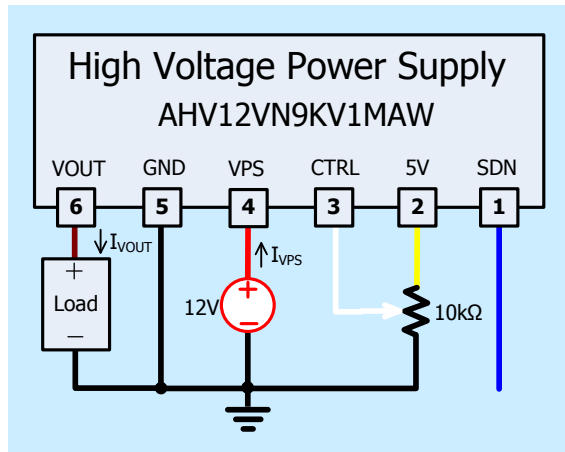 High Voltage Power Supply
AHV12VN9KV1MAW
VOUT GND VPS CTRL 5V SDN
6 5 4 3 2 1
IVOUT IVPS
+ +
Load 12V 10kΩ
− −